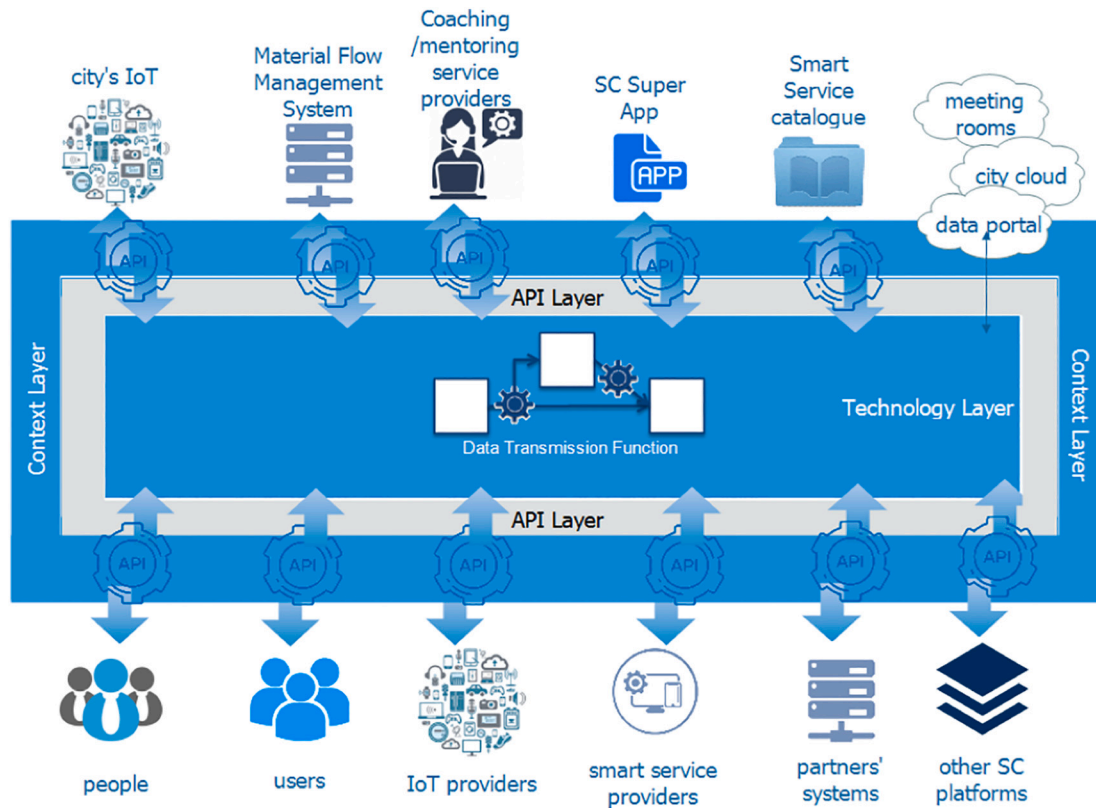 city's IoT
Material Flow
Management
System
Coaching
/mentoring
service
providers
SC Super
App
APP
Smart
Service
catalogue
meeting
rooms
city cloud
data portal
API
API
API
API
API
API Layer
Context Layer
Technology Layer
Context Layer
Data Transmission Function
API Layer
API
API
API
API
API
API
people
users
IoT providers
smart service
providers
partners'
systems
other SC
platforms